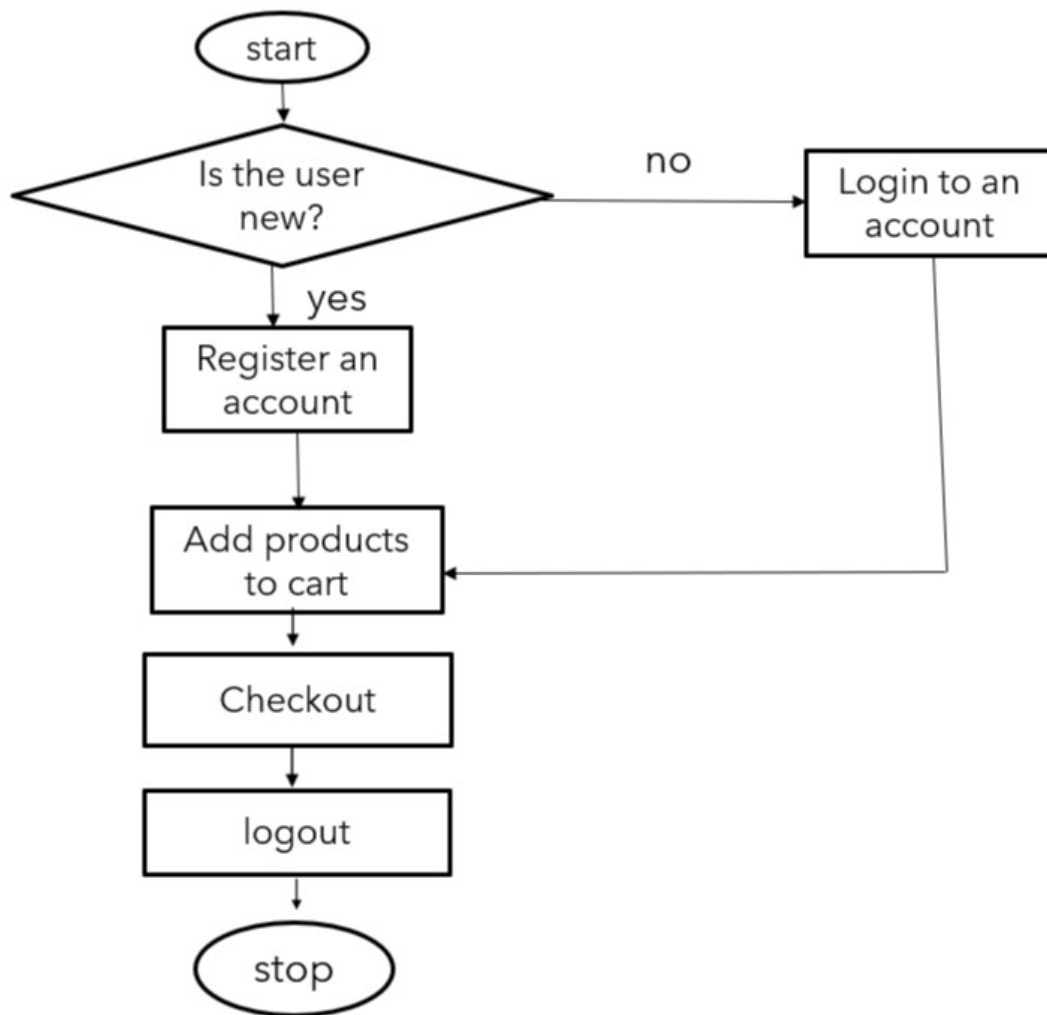 start
Is the user
new?
no
Login to an
account
yes
Register an
account
Add products
to cart
Checkout
logout
stop